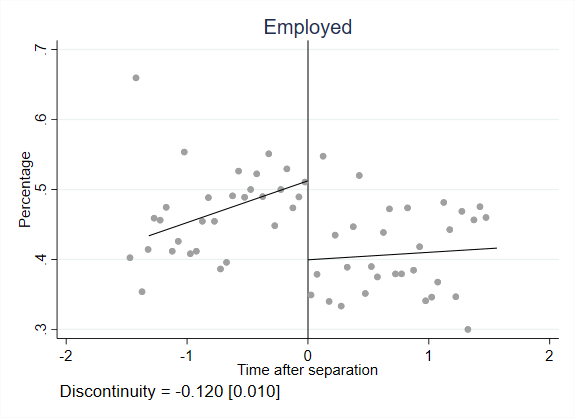 Employed
Percentage
.7
.6
.5
.4
.3
-2 -1 0 1 2
Time after separation
Discontinuity = -0.120 [0.010]